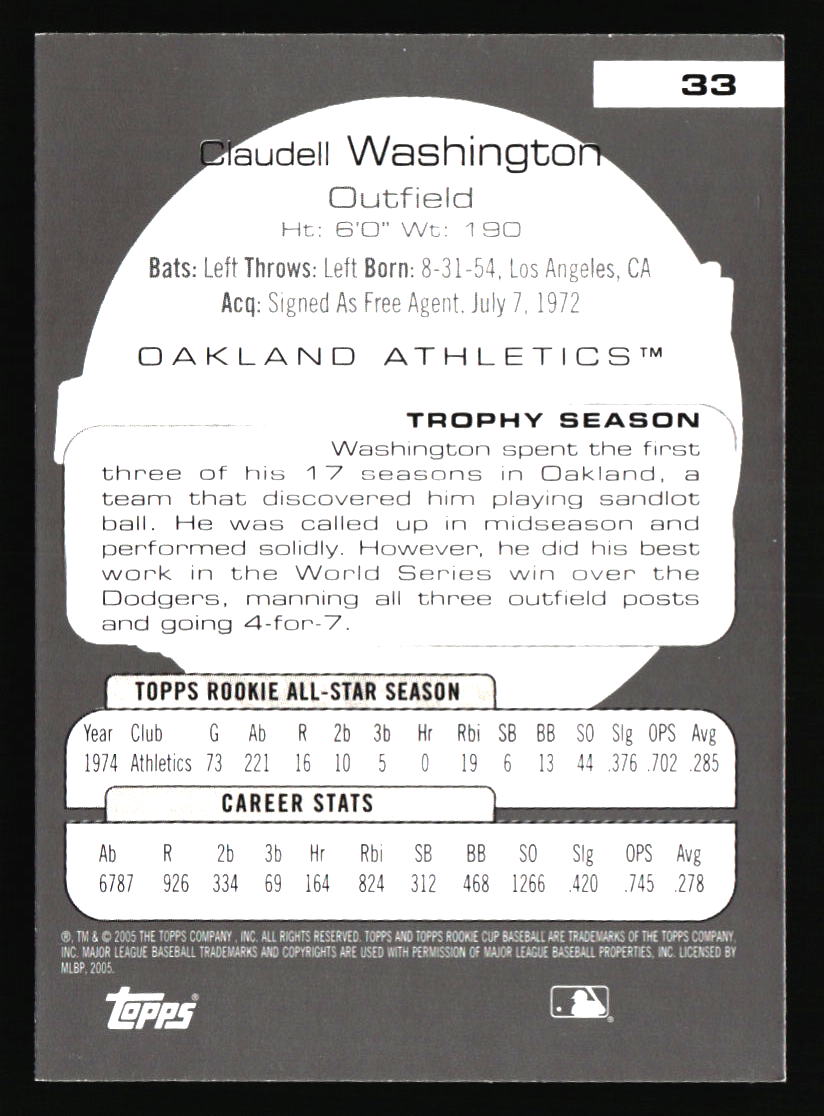 33
Claudell Washington
Outfield
Ht: 6'0" Wt: 190
Bats: Left Throws: Left Born: 8-31-54, Los Angeles, CA
Acq: Signed As Free Agent, July 7, 1972
OAKLAND ATHLETICS™
TROPHY SEASON
Washington spent the first
three of his 17 seasons in Oakland, a
team that discovered him playing sandlot
ball. He was called up in midseason and
performed solidly. However, he did his best
work in the World Series win over the
Dodgers, manning all three outfield posts
and going 4-for-7.
TOPPS ROOKIE ALL-STAR SEASON
Year Club G Ab R 2b 3b Hr Rbi SB BB SO Slg OPS Avg
1974 Athletics 73 221 16 10 5 0 19 6 13 44 .376 .702 .285
CAREER STATS
Ab R 2b 3b Hr Rbi SB BB SO Slg OPS Avg
6787 926 334 69 164 824 312 468 1266 .420 .745 .278
®, TM & © 2005 THE TOPPS COMPANY, INC. ALL RIGHTS RESERVED. TOPPS AND TOPPS ROOKIE CUP BASEBALL ARE TRADEMARKS OF THE TOPPS COMPANY,
INC. MAJOR LEAGUE BASEBALL TRADEMARKS AND COPYRIGHTS ARE USED WITH PERMISSION OF MAJOR LEAGUE BASEBALL PROPERTIES, INC. LICENSED BY
MLBP, 2005.
topps®